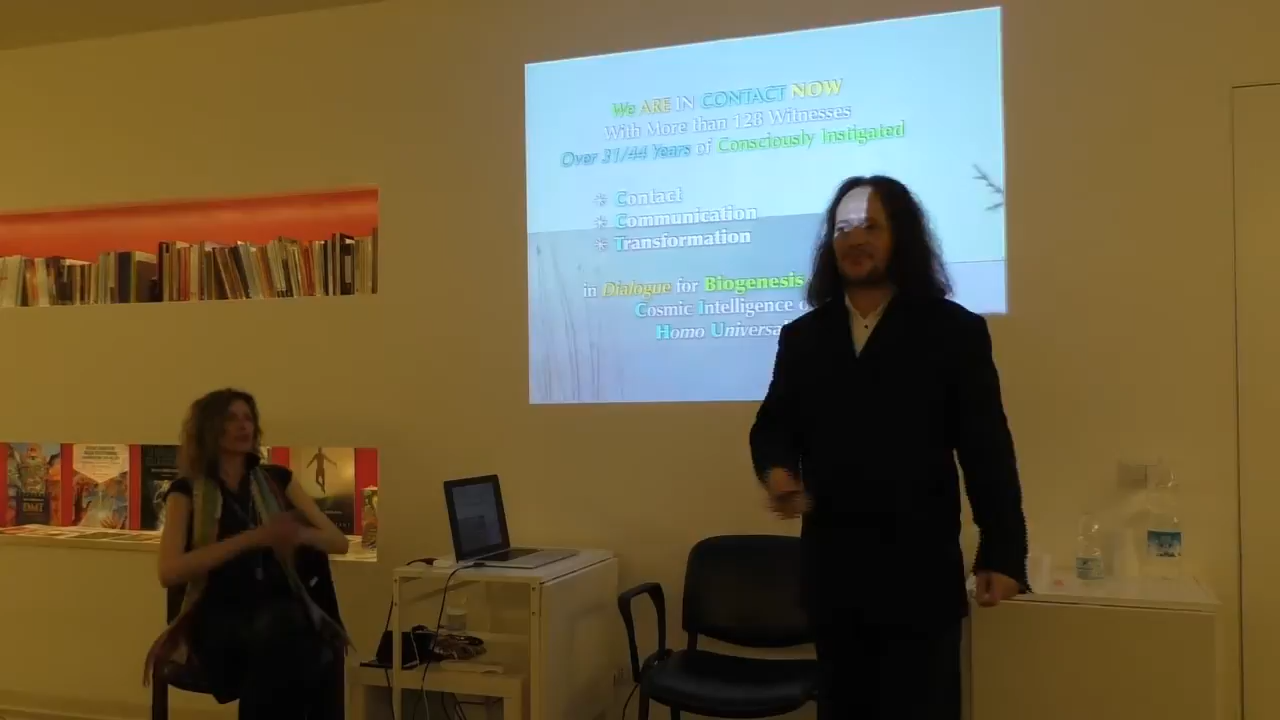 We ARE IN CONTACT NOW
With More than 128 Witnesses
Over 31/44 Years of Consciously Instigated
Contact
Communication
Transformation
in Dialogue for Biogenesis
Cosmic Intelligence
Homo
DMT